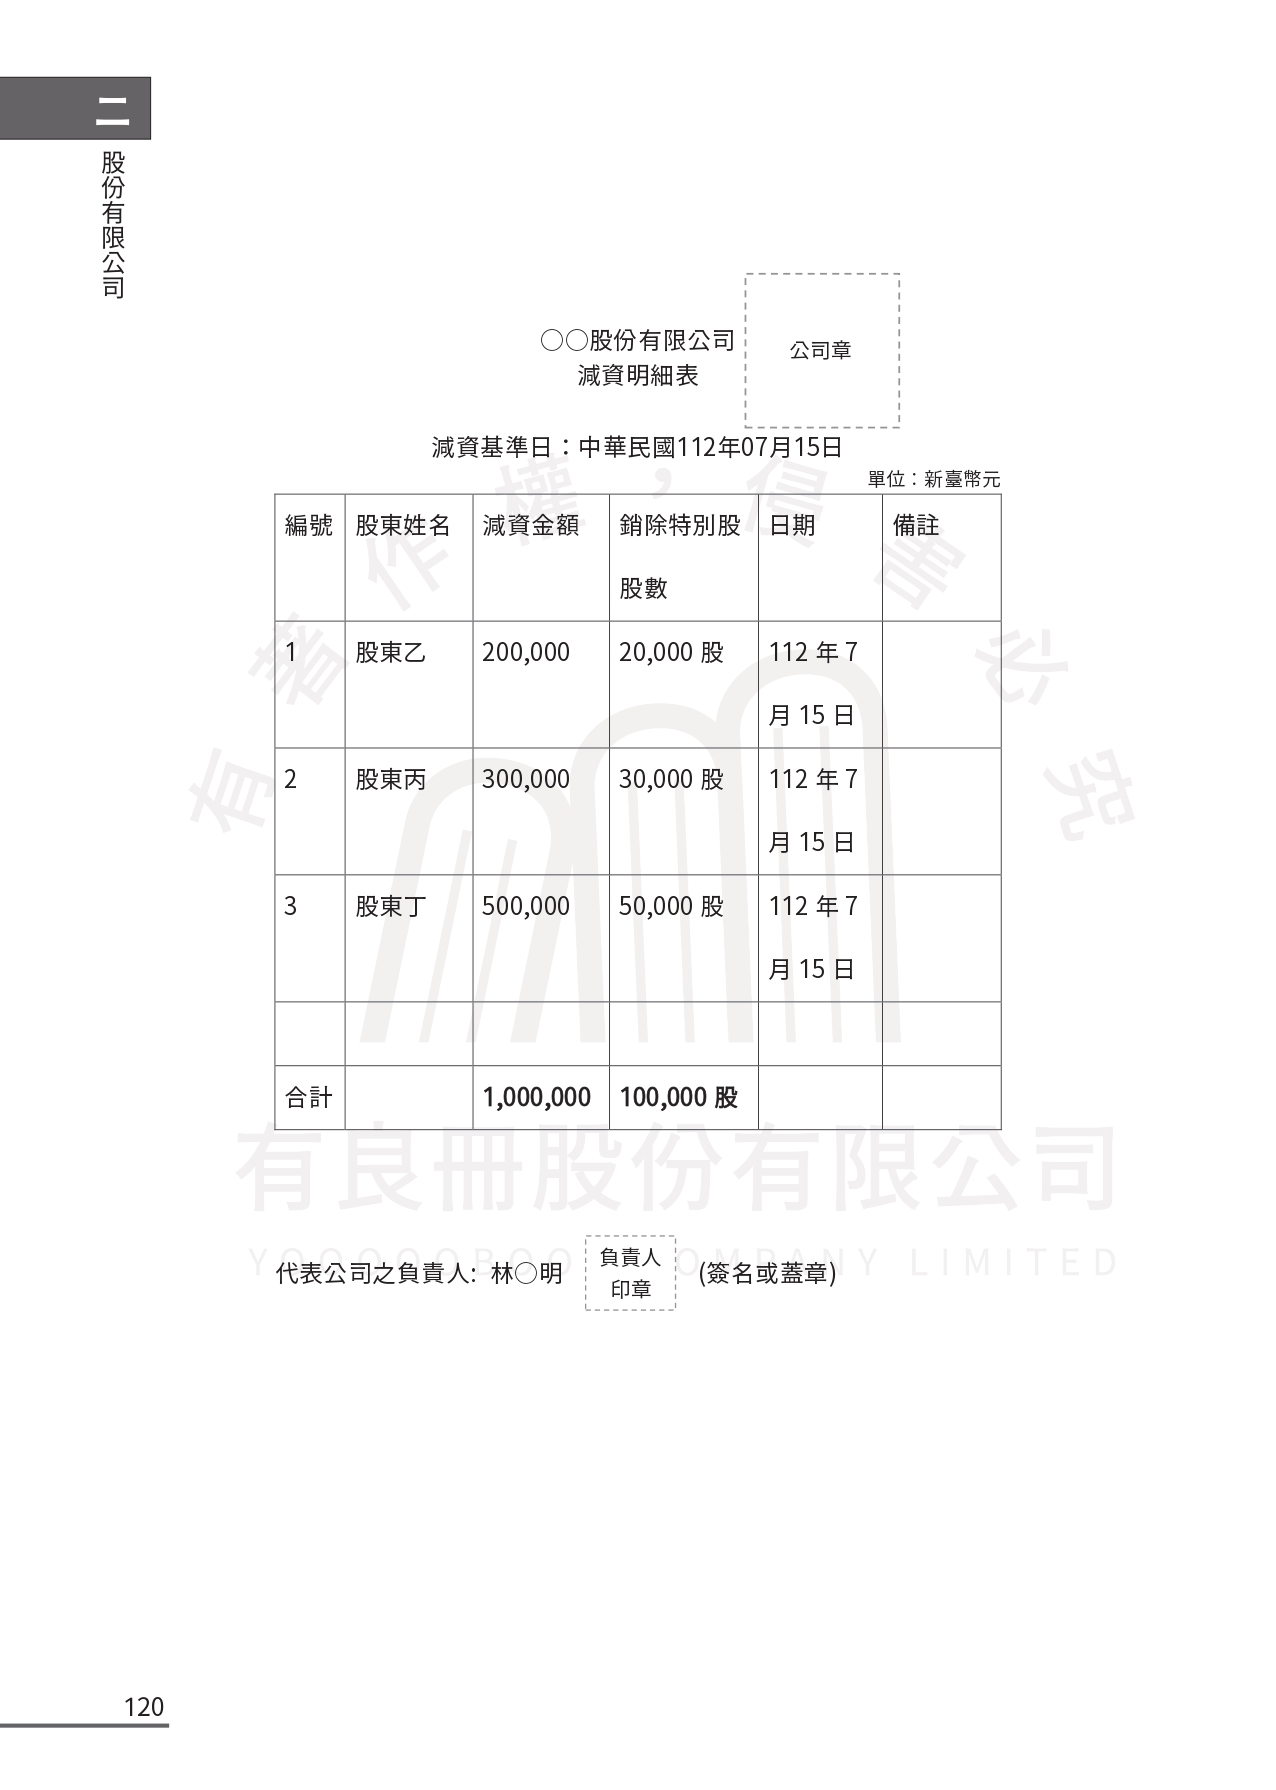 二
股份有限公司
○○股份有限公司
減資明細表
公司章
減資基準日：中華民國112年07月15日
單位：新臺幣元
編號 股東姓名 減資金額 銷除特別股 日期 備註
股數
1 股東乙 200,000 20,000 股 112 年 7
月 15 日
2 股東丙 300,000 30,000 股 112 年 7
月 15 日
3 股東丁 500,000 50,000 股 112 年 7
月 15 日
合計 1,000,000 100,000 股
有著作權，侵害必究
有良冊股份有限公司
代表公司之負責人: 林○明 負責人 (簽名或蓋章)
印章
120